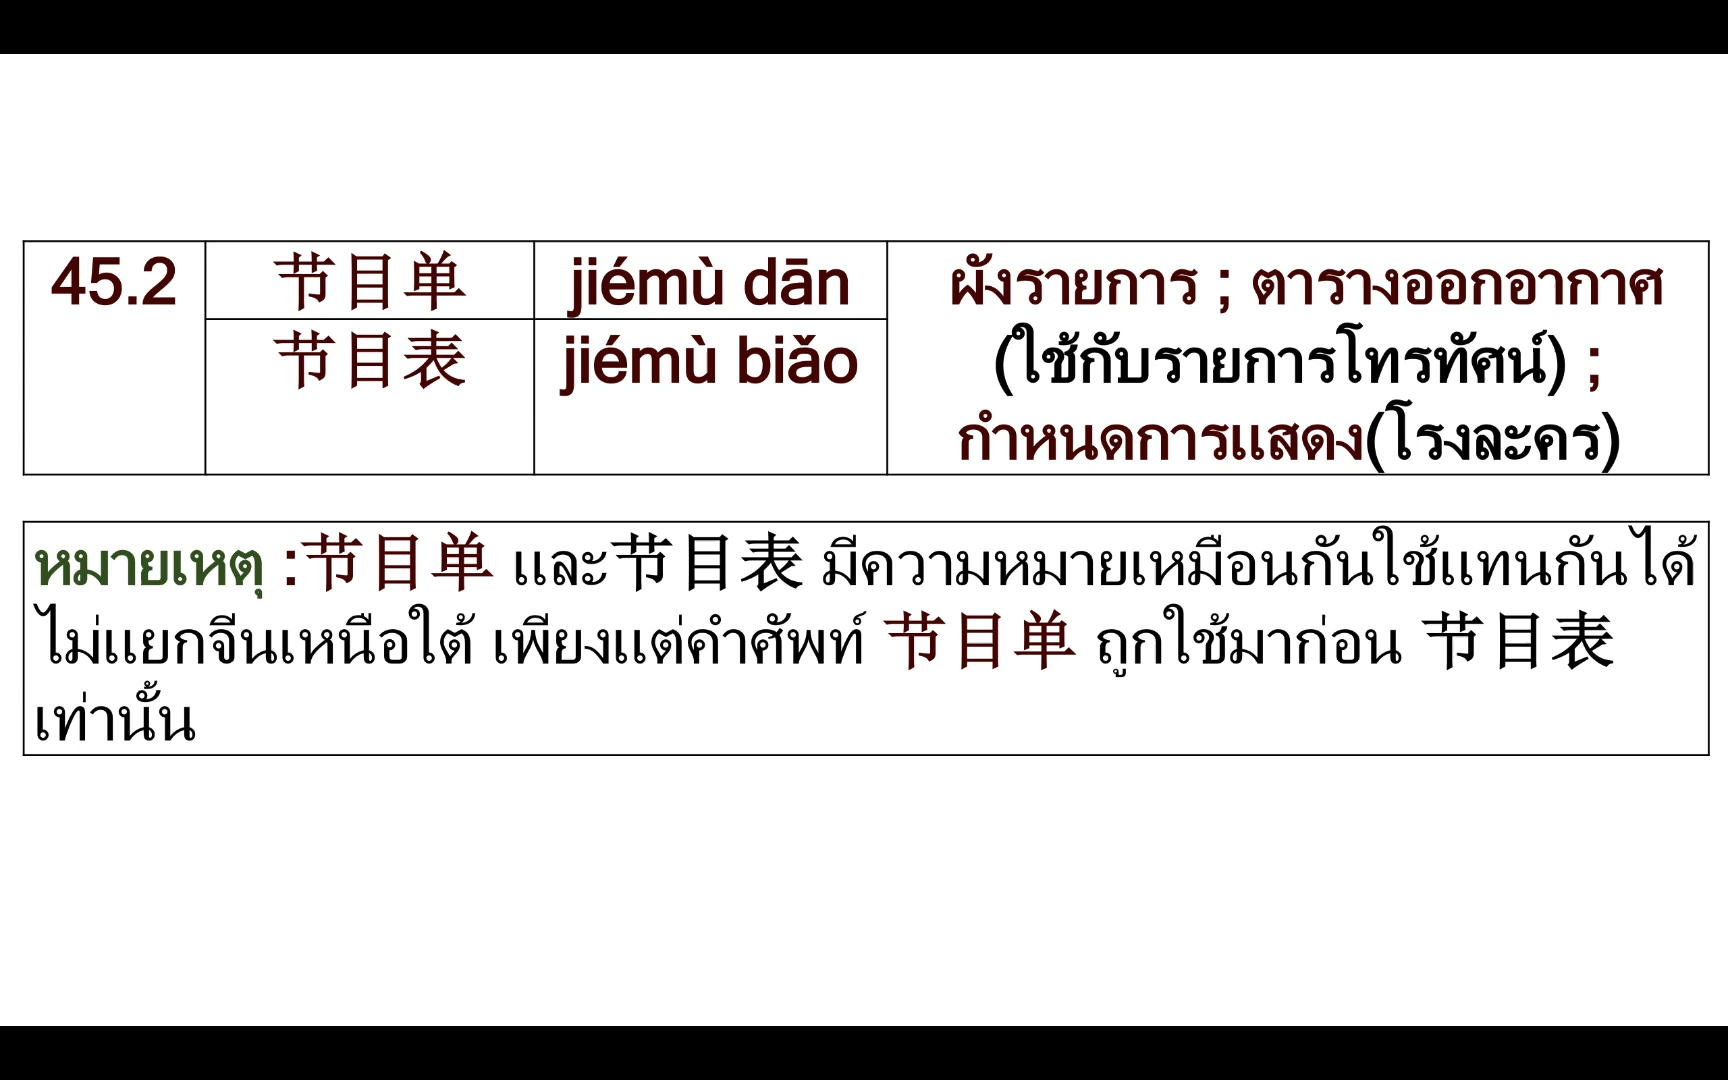 45.2 节目单 jiémù dān ผังรายการ ; ตารางออกอากาศ
节目表 jiémù biǎo (ใช้กับรายการโทรทัศน์) ;
กำหนดการแสดง(โรงละคร)
หมายเหตุ :节目单 และ节目表 มีความหมายเหมือนกันใช้แทนกันได้
ไม่แยกจีนเหนือใต้ เพียงแต่คำศัพท์ 节目单 ถูกใช้มาก่อน 节目表
เท่านั้น